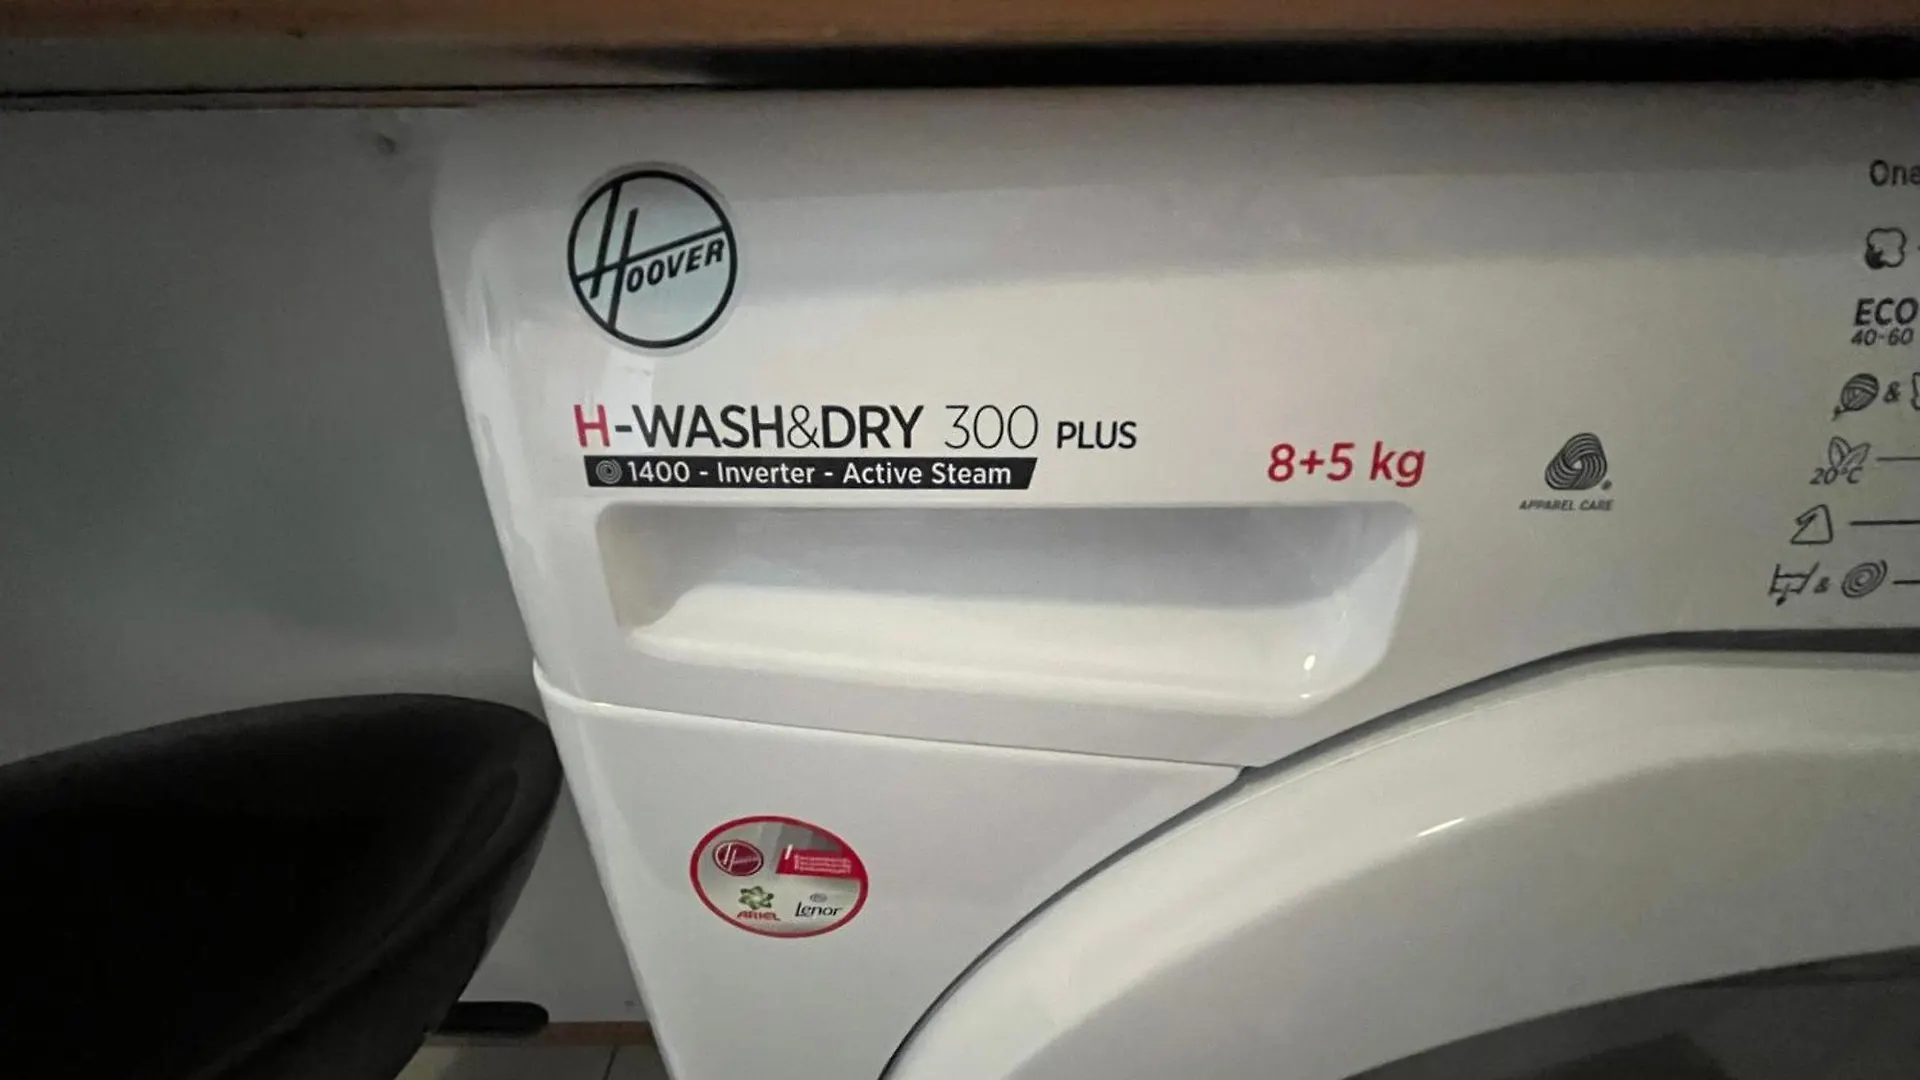 HOOVER
H-WASH&DRY 300 PLUS
1400 - Inverter - Active Steam
8+5 kg
APPAREL CARE
One
ECO
40-60
&
20°C
&
ARIEL
Lenor